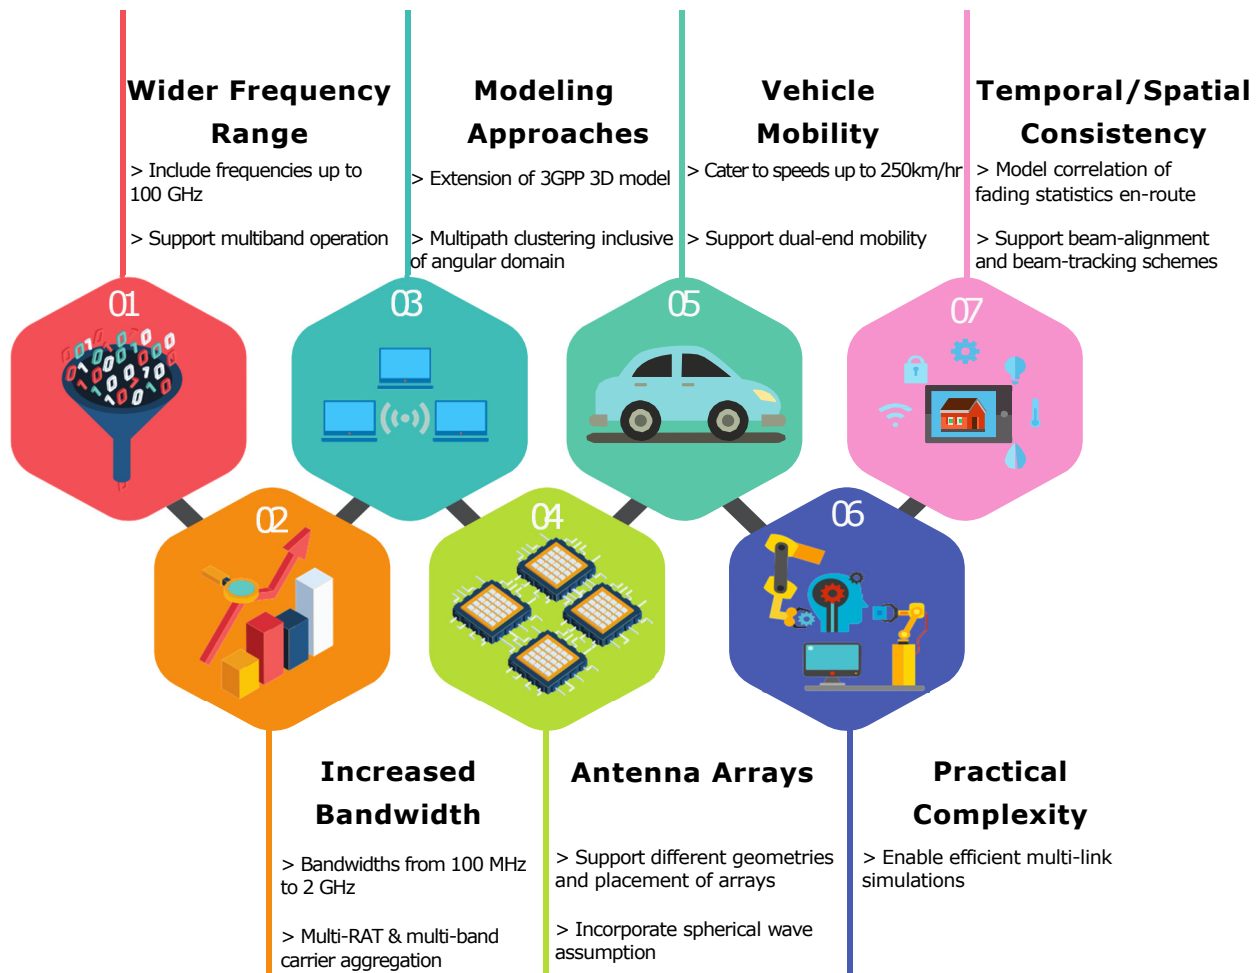 Wider Frequency
Range
> Include frequencies up to
100 GHz
> Support multiband operation
01
Increased
Bandwidth
> Bandwidths from 100 MHz
to 2 GHz
> Multi-RAT & multi-band
carrier aggregation
02
Modeling
Approaches
> Extension of 3GPP 3D model
> Multipath clustering inclusive
of angular domain
03
Antenna Arrays
> Support different geometries
and placement of arrays
> Incorporate spherical wave
assumption
04
Vehicle
Mobility
> Cater to speeds up to 250km/hr
> Support dual-end mobility
05
Practical
Complexity
> Enable efficient multi-link
simulations
06
Temporal/Spatial
Consistency
> Model correlation of
fading statistics en-route
> Support beam-alignment
and beam-tracking schemes
07